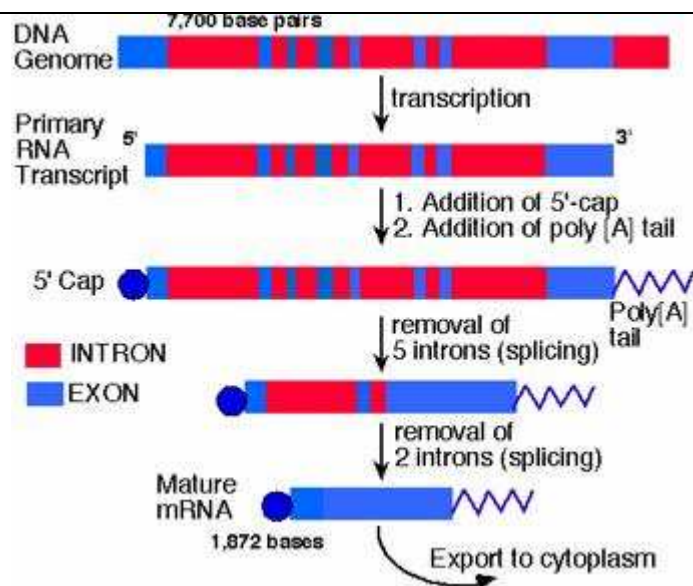 7,700 base pairs
DNA
Genome
transcription
Primary
RNA
Transcript
5'
3'
1. Addition of 5'-cap
2. Addition of poly [A] tail
5' Cap
Poly[A]
tail
removal of
5 introns (splicing)
INTRON
EXON
removal of
2 introns (splicing)
Mature
mRNA
1,872 bases
Export to cytoplasm